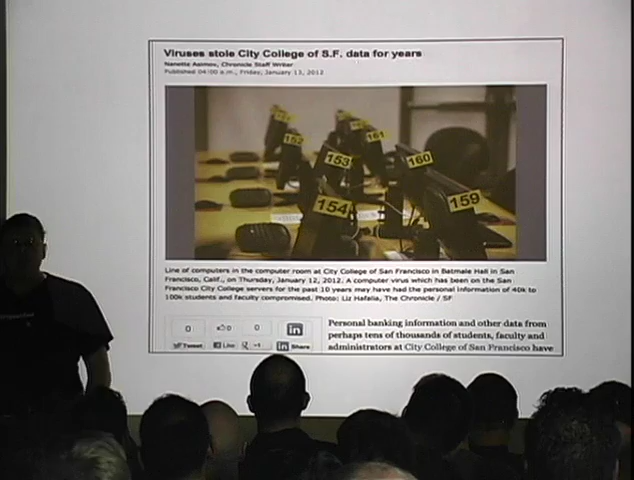 Viruses stole City College of S.F. data for years
Nanette Asimov, Chronicle Staff Writer
Published 04:00 a.m., Friday, January 13, 2012
152
161
153
160
154
159
Line of computers in the computer room at City College of San Francisco in Batmale Hall in San
Francisco, Calif., on Thursday, January 12, 2012. A computer virus which has been on the San
Francisco City College servers for the past 10 years may have had the personal information of 40k to
100k students and faculty compromised. Photo: Liz Hafalia, The Chronicle / SF
0 0 0 in
Tweet Like +1 in Share
Personal banking information and other data from
perhaps tens of thousands of students, faculty and
administrators at City College of San Francisco have